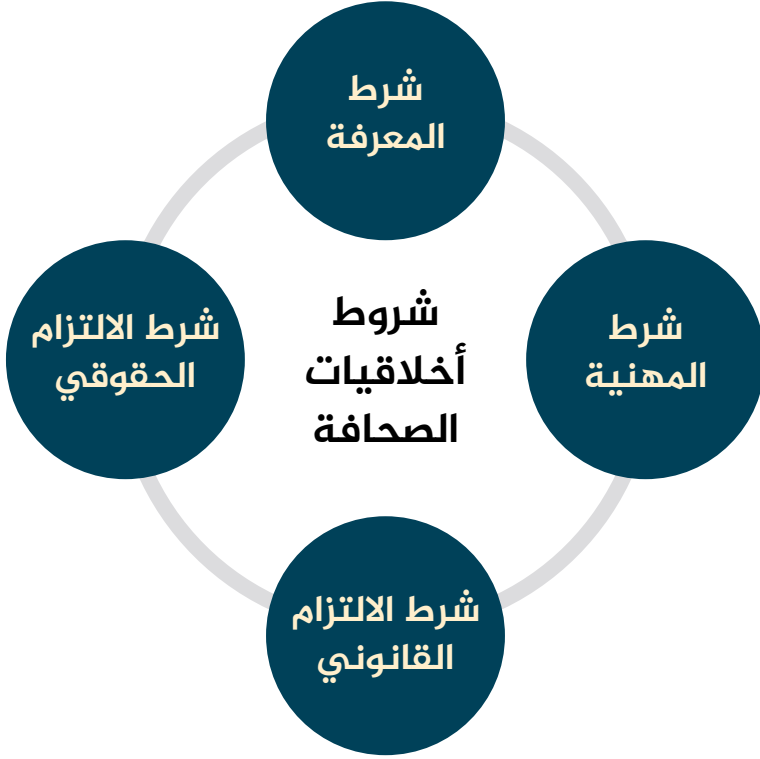 شرط
المعرفة
شروط
أخلاقيات
الصحافة
شرط
المهنية
شرط الالتزام
الحقوقي
شرط الالتزام
القانوني